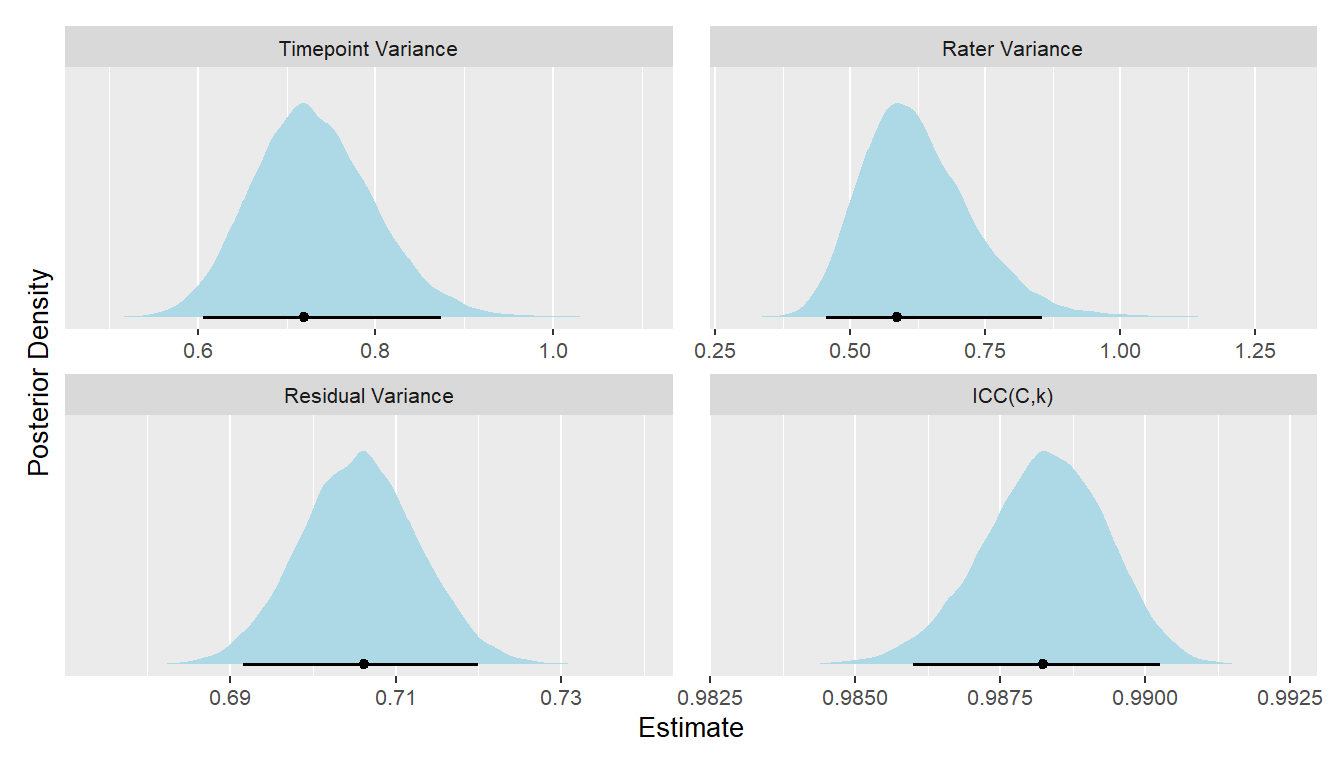 Timepoint Variance
Rater Variance
0.6 0.8 1.0
0.25 0.50 0.75 1.00 1.25
Posterior Density
Residual Variance
ICC(C,k)
0.69 0.71 0.73
0.9825 0.9850 0.9875 0.9900 0.9925
Estimate